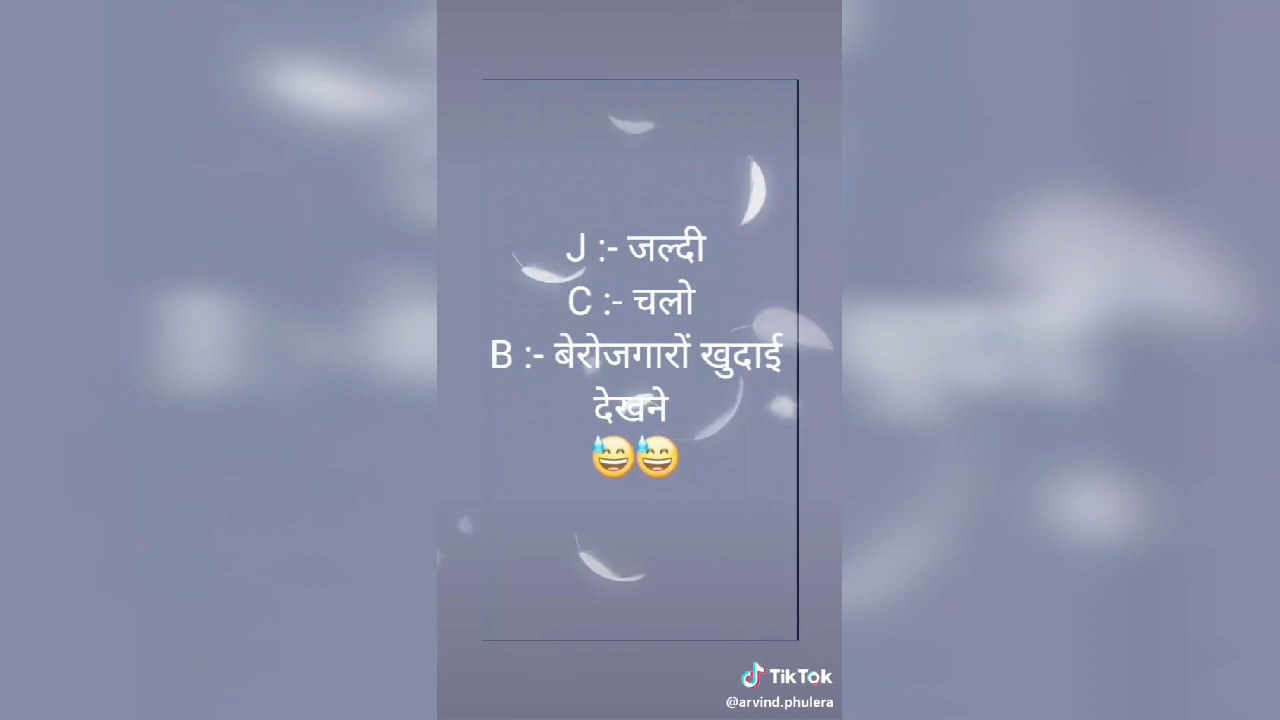 J :- जल्दी
C :- चलो
B :- बेरोजगारों खुदाई
देखने
😅😅
TikTok
@arvind.phulera